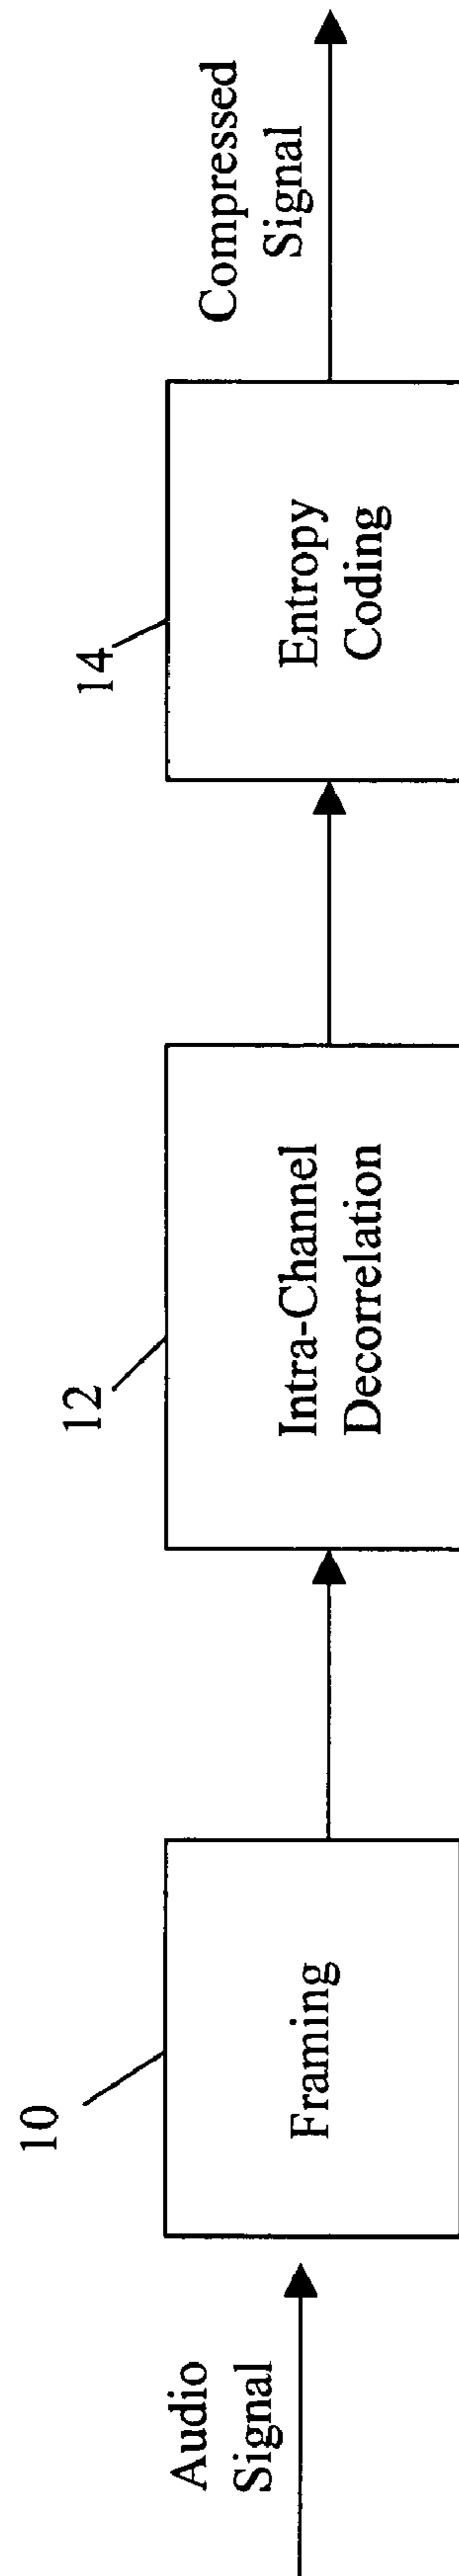 Audio
Signal
10
Framing
12
Intra-Channel
Decorrelation
14
Entropy
Coding
Compressed
Signal